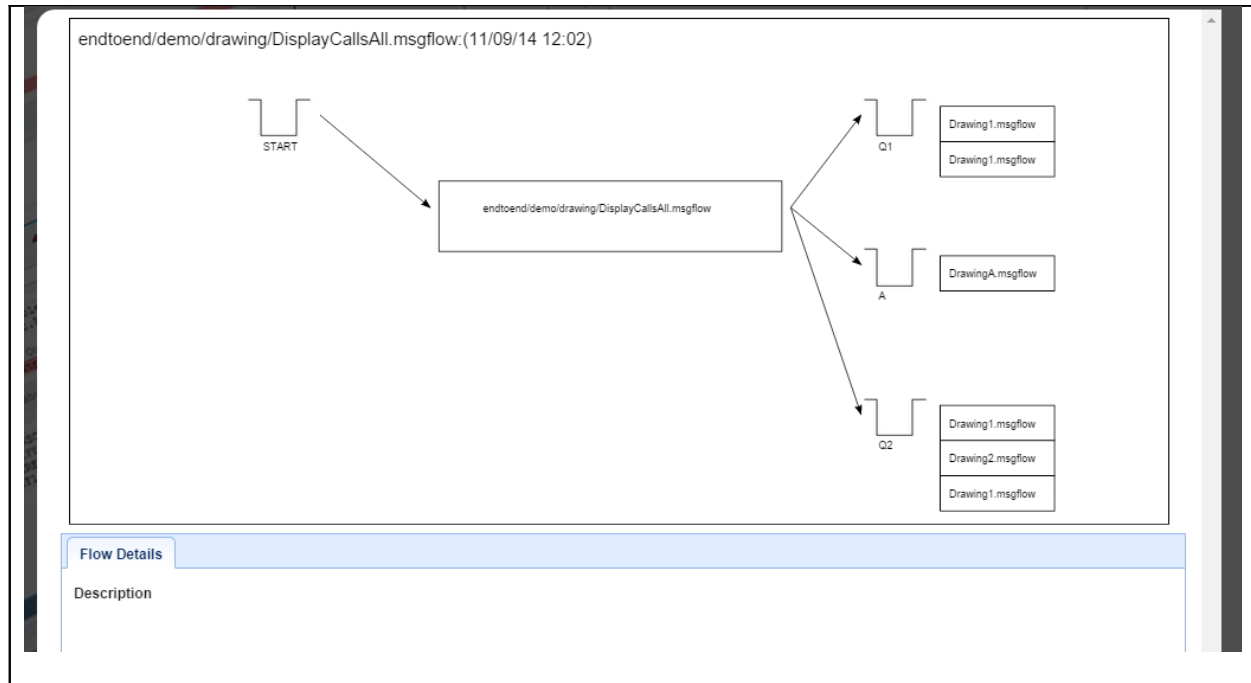 endtoend/demo/drawing/DisplayCallsAll.msgflow:(11/09/14 12:02)
START
endtoend/demo/drawing/DisplayCallsAll.msgflow
Q1
Drawing1.msgflow
Drawing1.msgflow
A
DrawingA.msgflow
Q2
Drawing1.msgflow
Drawing2.msgflow
Drawing1.msgflow
Flow Details
Description